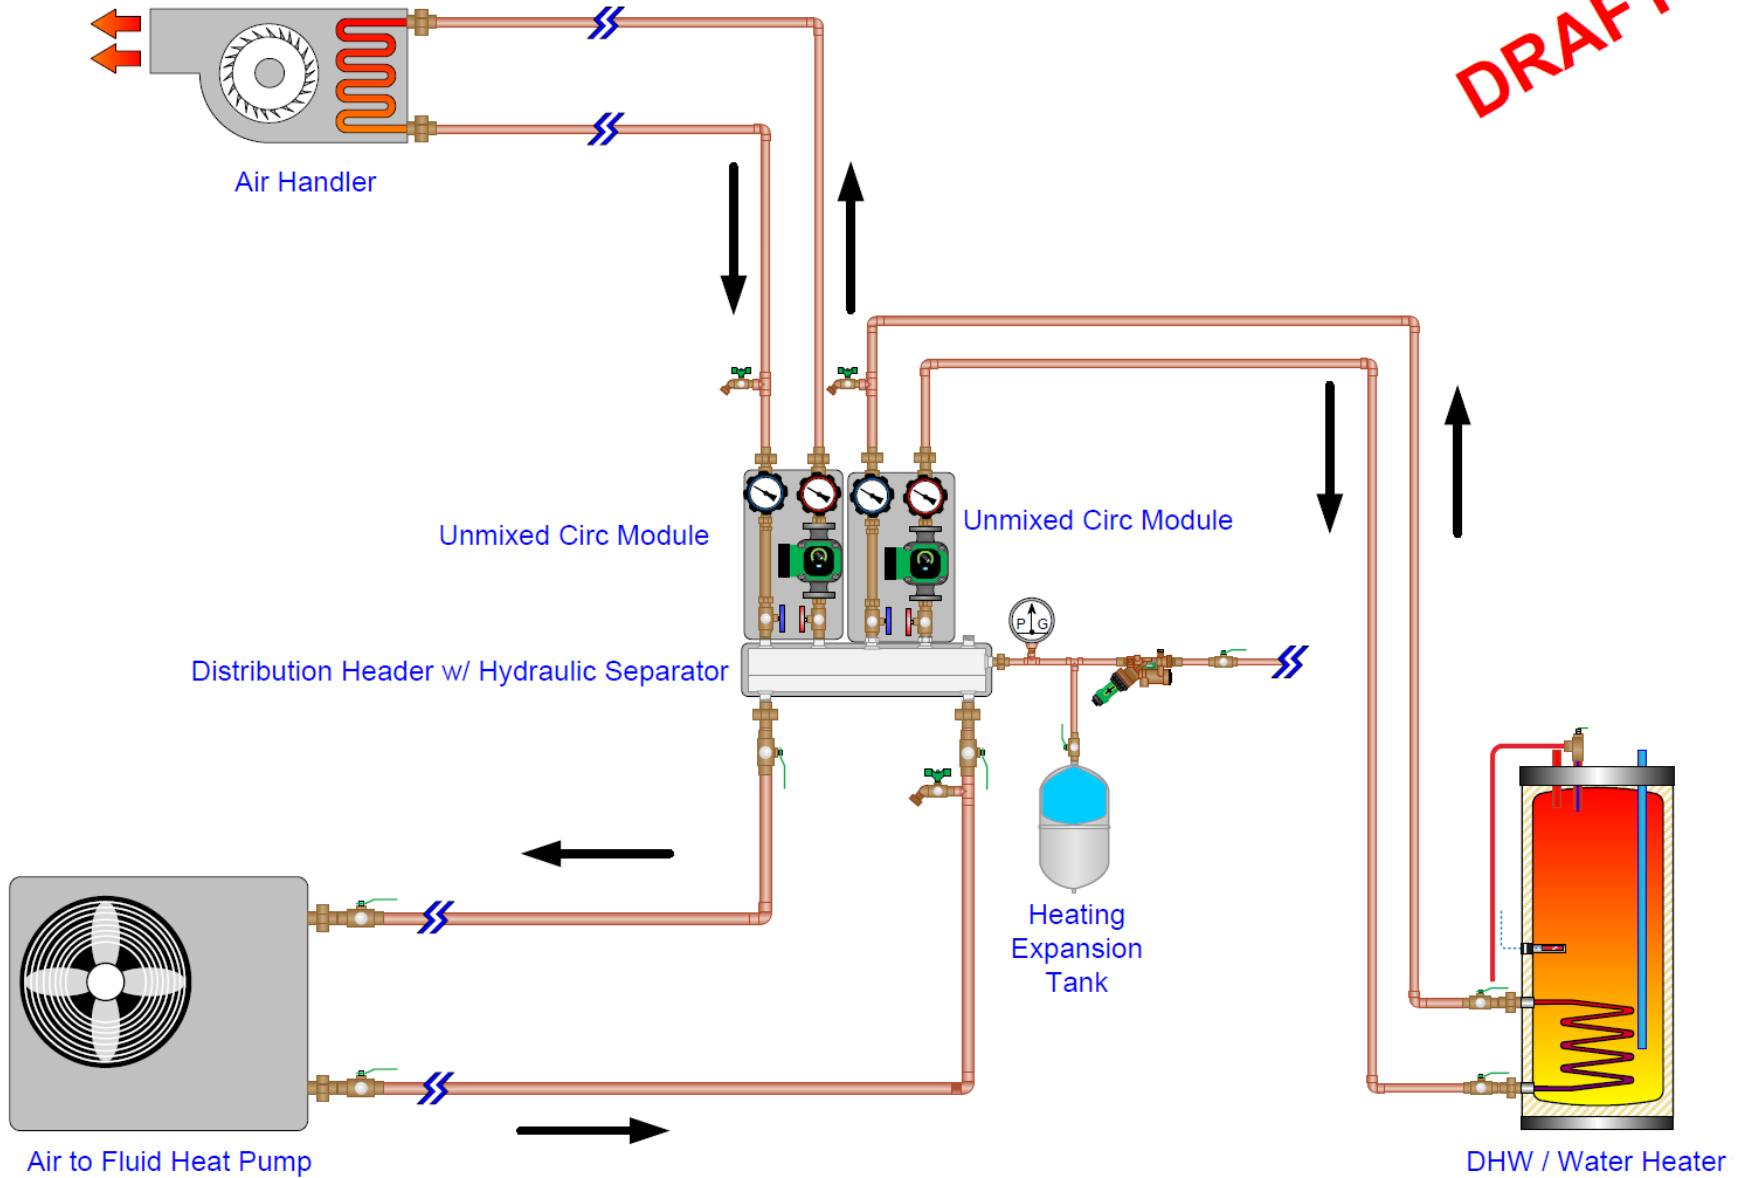 DRAFT
Air Handler
Unmixed Circ Module
Unmixed Circ Module
P G
Distribution Header w/ Hydraulic Separator
Heating
Expansion
Tank
Air to Fluid Heat Pump
DHW / Water Heater